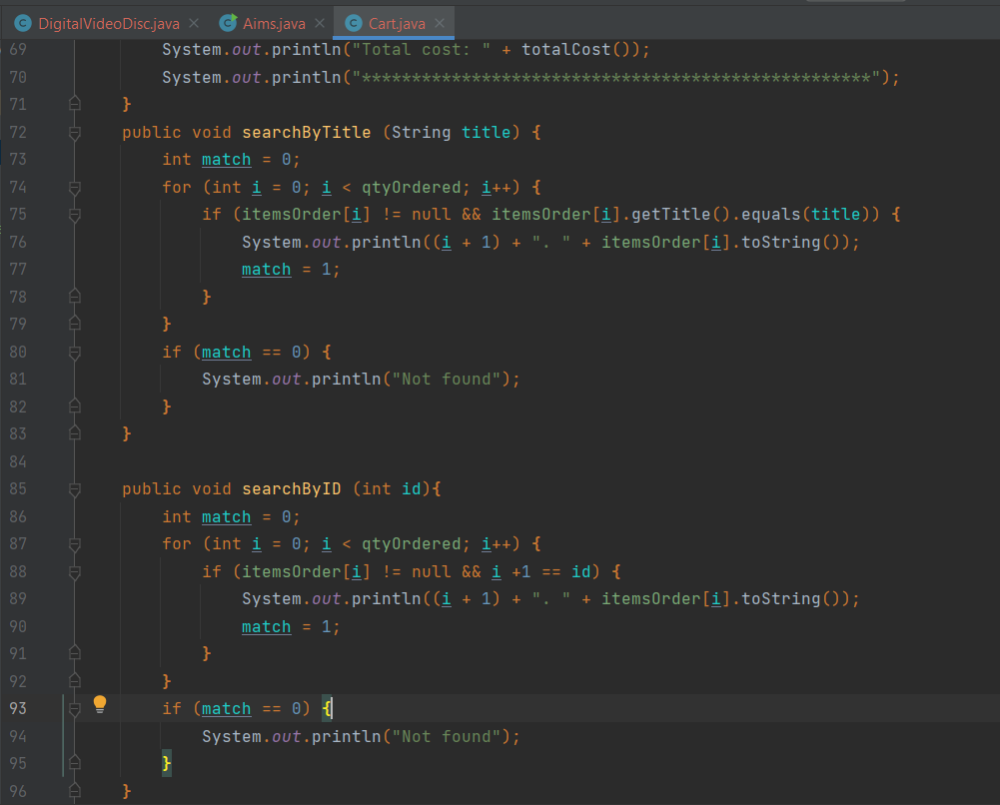 DigitalVideoDisc.java Aims.java Cart.java
69 System.out.println("Total cost: " + totalCost());
70 System.out.println("***************************************************");
71 }
72 public void searchByTitle (String title) {
73 int match = 0;
74 for (int i = 0; i < qtyOrdered; i++) {
75 if (itemsOrder[i] != null && itemsOrder[i].getTitle().equals(title)) {
76 System.out.println((i + 1) + ". " + itemsOrder[i].toString());
77 match = 1;
78 }
79 }
80 if (match == 0) {
81 System.out.println("Not found");
82 }
83 }
84
85 public void searchByID (int id){
86 int match = 0;
87 for (int i = 0; i < qtyOrdered; i++) {
88 if (itemsOrder[i] != null && i +1 == id) {
89 System.out.println((i + 1) + ". " + itemsOrder[i].toString());
90 match = 1;
91 }
92 }
93 if (match == 0) {
94 System.out.println("Not found");
95 }
96 }